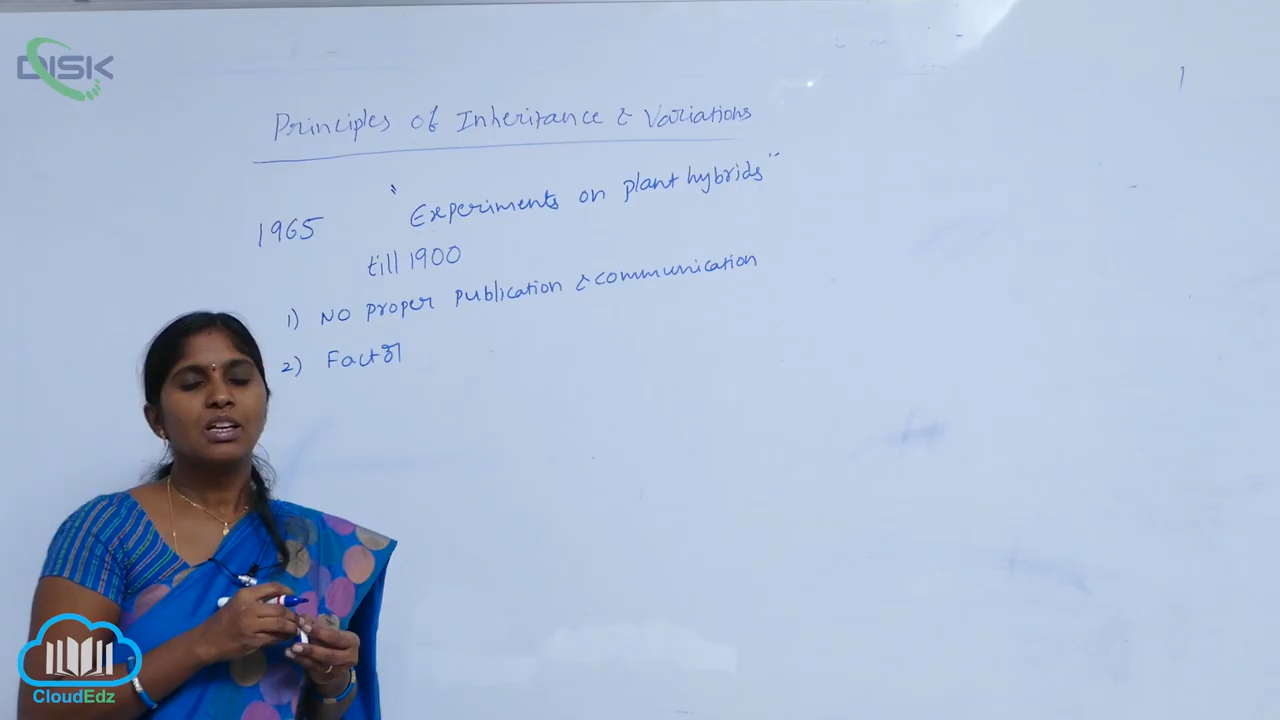 DISK
Principles of Inheritance & Variations
1965 "Experiments on plant hybrids"
till 1900
1) NO proper publication & communication
2) Factor
CloudEdz